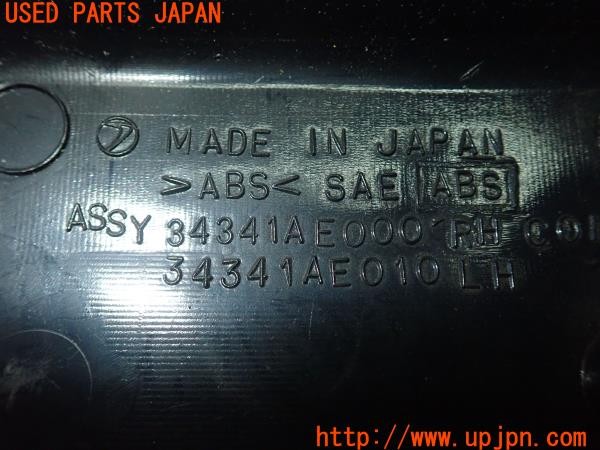 USED PARTS JAPAN
MADE IN JAPAN
>ABS< SAE ABS
ASSY 34341AE000 RH
34341AE010 LH
http:// www.upjpn.com